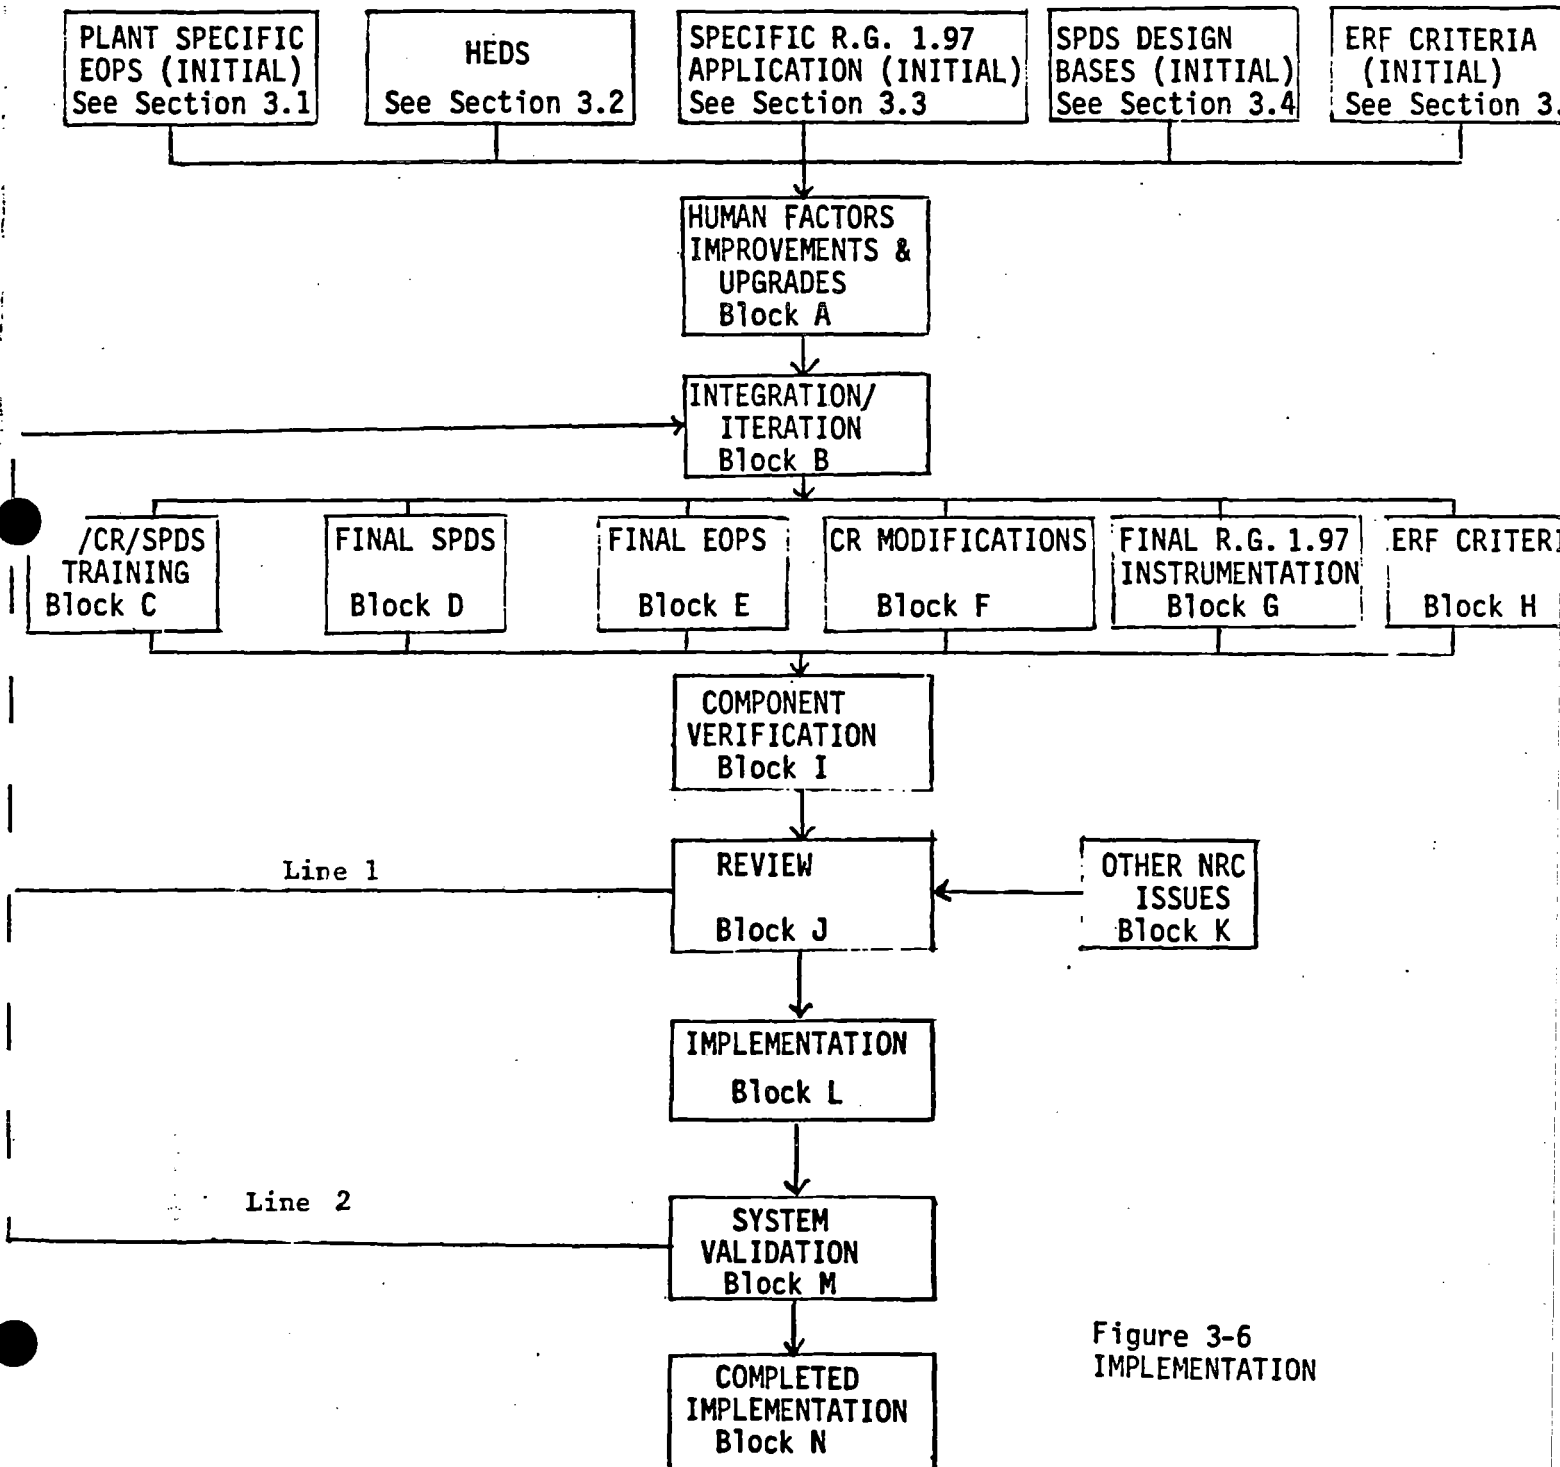 PLANT SPECIFIC
EOPS (INITIAL)
See Section 3.1
HEDS
See Section 3.2
SPECIFIC R.G. 1.97
APPLICATION (INITIAL)
See Section 3.3
SPDS DESIGN
BASES (INITIAL)
See Section 3.4
ERF CRITERIA
(INITIAL)
See Section 3.
HUMAN FACTORS
IMPROVEMENTS &
UPGRADES
Block A
INTEGRATION/
ITERATION
Block B
/CR/SPDS
TRAINING
Block C
FINAL SPDS
Block D
FINAL EOPS
Block E
CR MODIFICATIONS
Block F
FINAL R.G. 1.97
INSTRUMENTATION
Block G
ERF CRITERI
Block H
COMPONENT
VERIFICATION
Block I
Line 1
REVIEW
Block J
OTHER NRC
ISSUES
Block K
IMPLEMENTATION
Block L
Line 2
SYSTEM
VALIDATION
Block M
COMPLETED
IMPLEMENTATION
Block N
Figure 3-6
IMPLEMENTATION